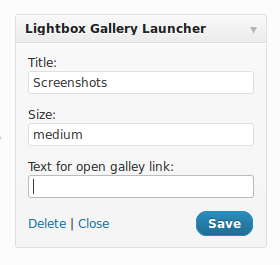 Lightbox Gallery Launcher
Title:
Screenshots
Size:
medium
Text for open galley link:
Delete | Close
Save